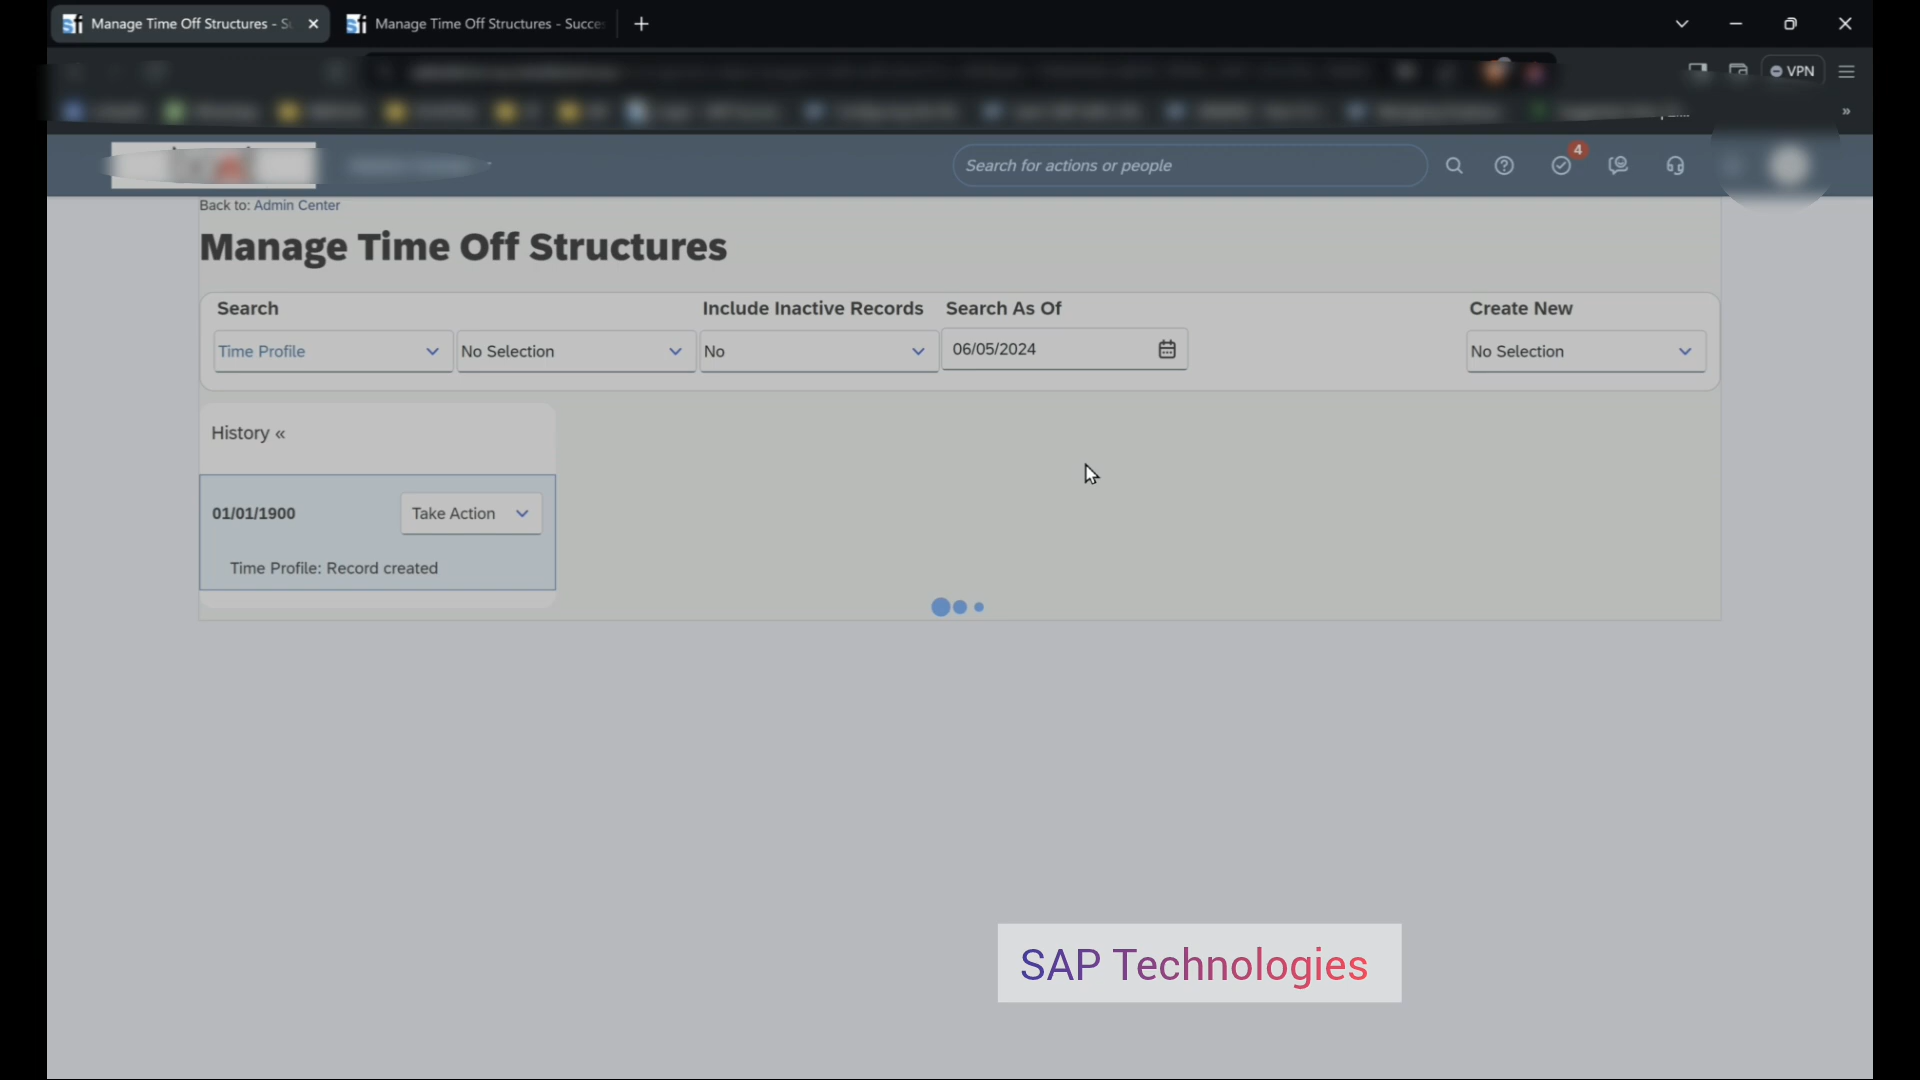 Manage Time Off Structures - S
Manage Time Off Structures - Succe
VPN
Search for actions or people
4
Back to: Admin Center
Manage Time Off Structures
Search
Include Inactive Records
Search As Of
Create New
Time Profile
No Selection
No
06/05/2024
No Selection
History «
01/01/1900
Take Action
Time Profile: Record created
SAP Technologies